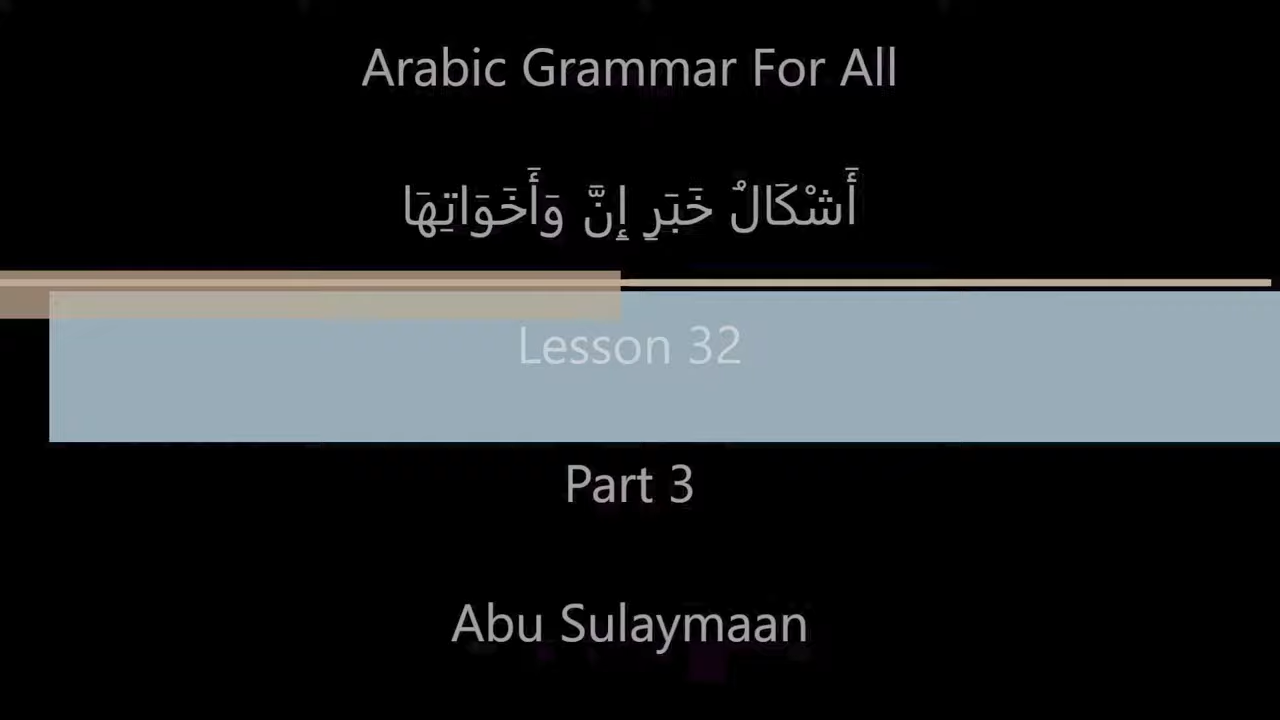 Arabic Grammar For All
أَشْكَالُ خَبَرِ إِنَّ وَأَخَوَاتِهَا
Lesson 32
Part 3
Abu Sulaymaan